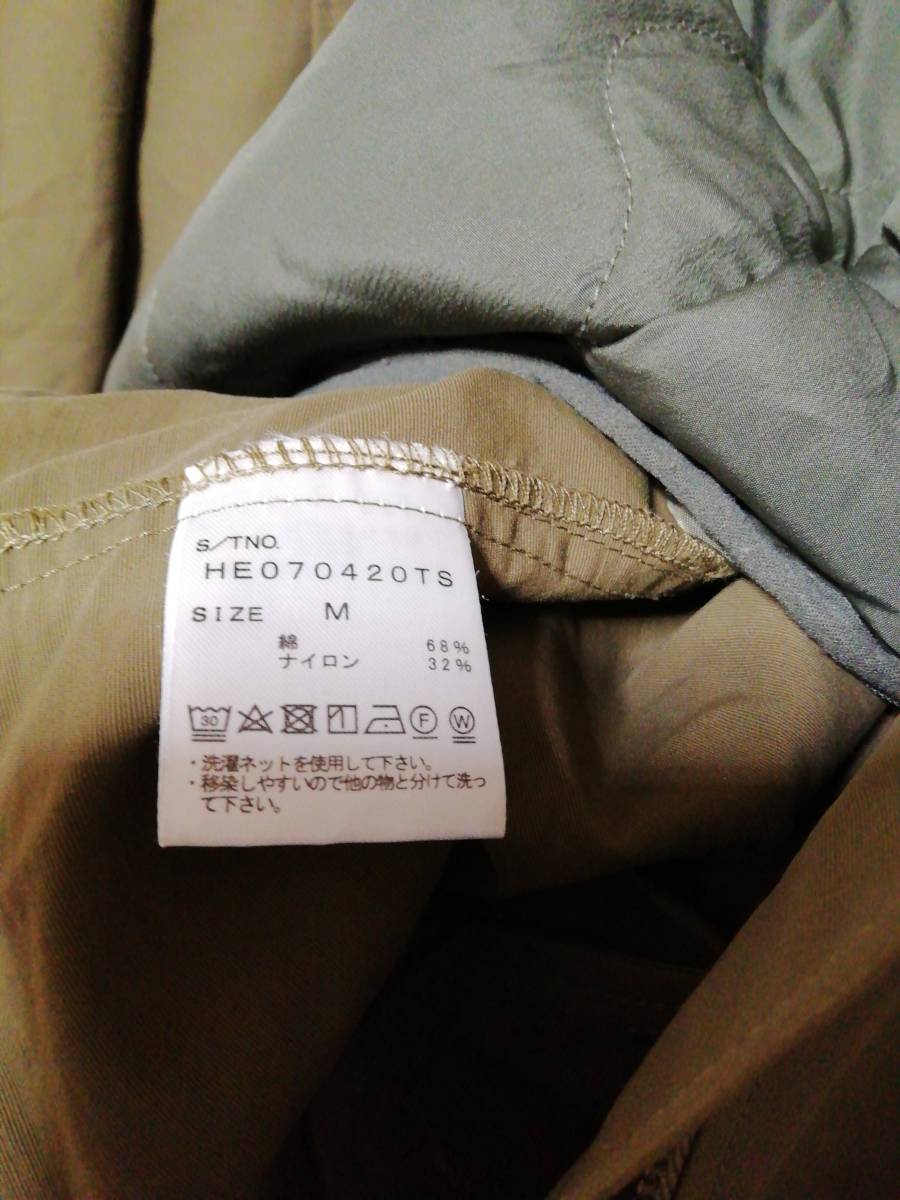 S/TNO.
HE070420TS
SIZE M
綿 68%
ナイロン 32%
30 F W
・洗濯ネットを使用して下さい。
・移染しやすいので他の物と分けて洗っ
て下さい。